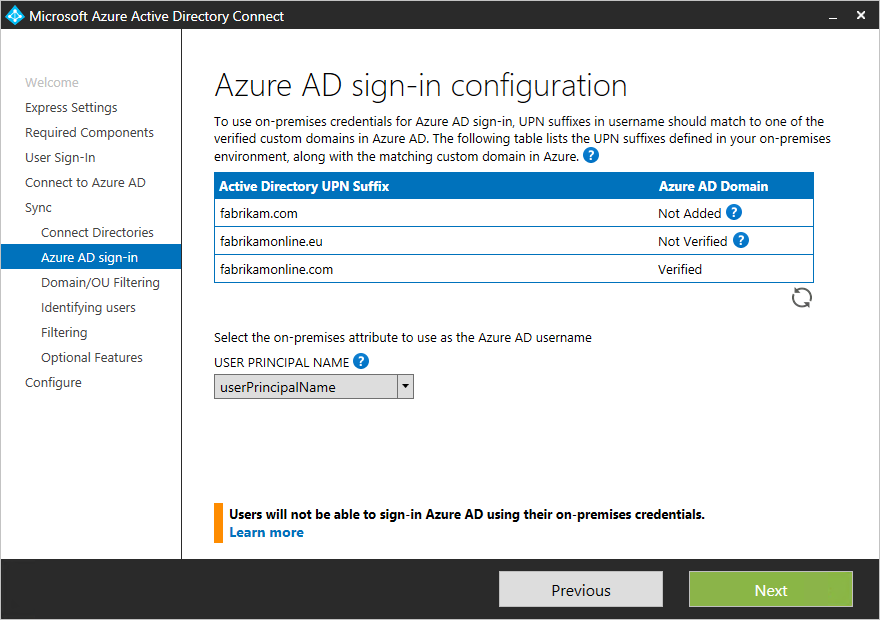 Microsoft Azure Active Directory Connect
Welcome
Express Settings
Required Components
User Sign-In
Connect to Azure AD
Sync
Connect Directories
Azure AD sign-in
Domain/OU Filtering
Identifying users
Filtering
Optional Features
Configure
Azure AD sign-in configuration
To use on-premises credentials for Azure AD sign-in, UPN suffixes in username should match to one of the
verified custom domains in Azure AD. The following table lists the UPN suffixes defined in your on-premises
environment, along with the matching custom domain in Azure. ?
Active Directory UPN Suffix Azure AD Domain
fabrikam.com Not Added ?
fabrikamonline.eu Not Verified ?
fabrikamonline.com Verified
Select the on-premises attribute to use as the Azure AD username
USER PRINCIPAL NAME ?
userPrincipalName
Users will not be able to sign-in Azure AD using their on-premises credentials.
Learn more
Previous Next